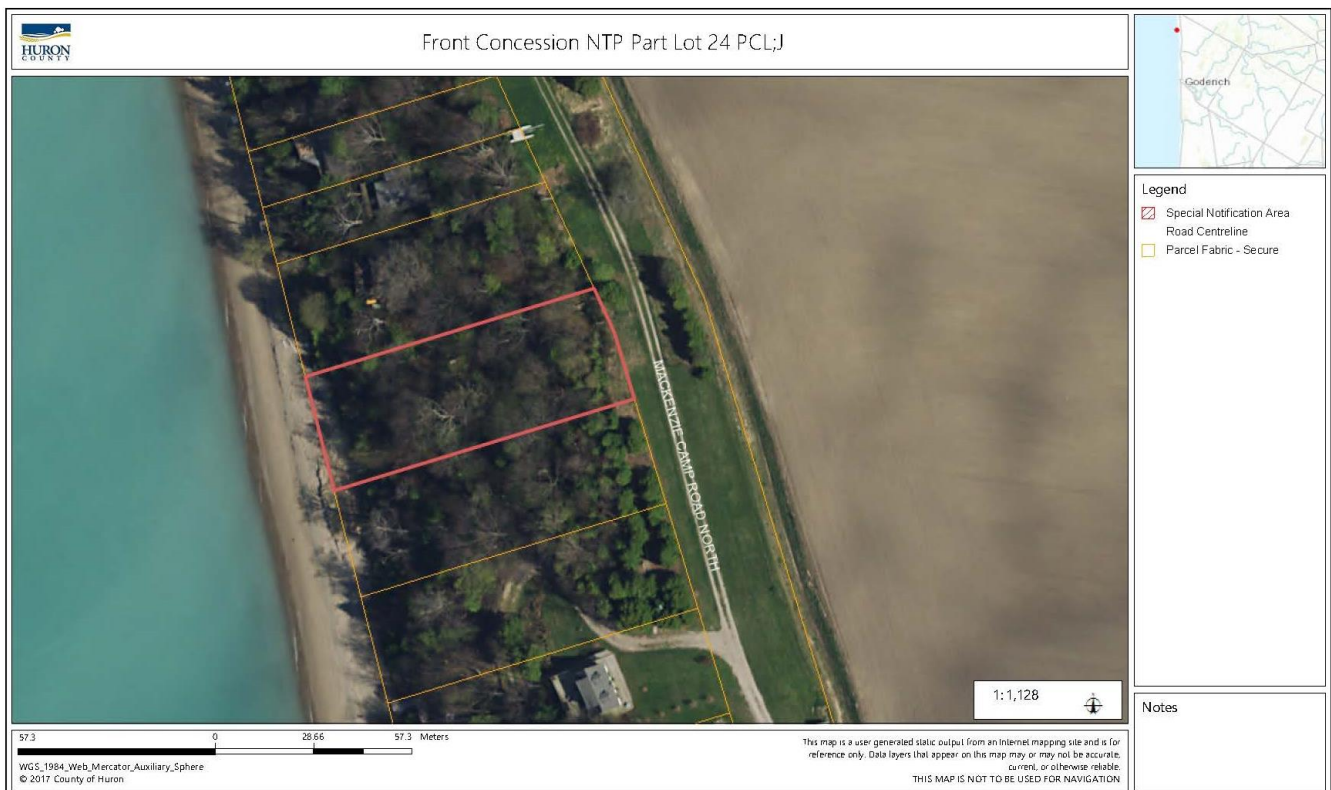 HURON
COUNTY
Front Concession NTP Part Lot 24 PCL;J
Goderich
Legend
Special Notification Area
Road Centreline
Parcel Fabric - Secure
MACKENZIE CAMP ROAD NORTH
1: 1,128
Notes
57.3 0 28.66 57.3 Meters
WGS_1984_Web_Mercator_Auxiliary_Sphere
© 2017 County of Huron
This map is a user generated static output from an Internet mapping site and is for
reference only. Data layers that appear on this map may or may not be accurate,
current, or otherwise reliable.
THIS MAP IS NOT TO BE USED FOR NAVIGATION